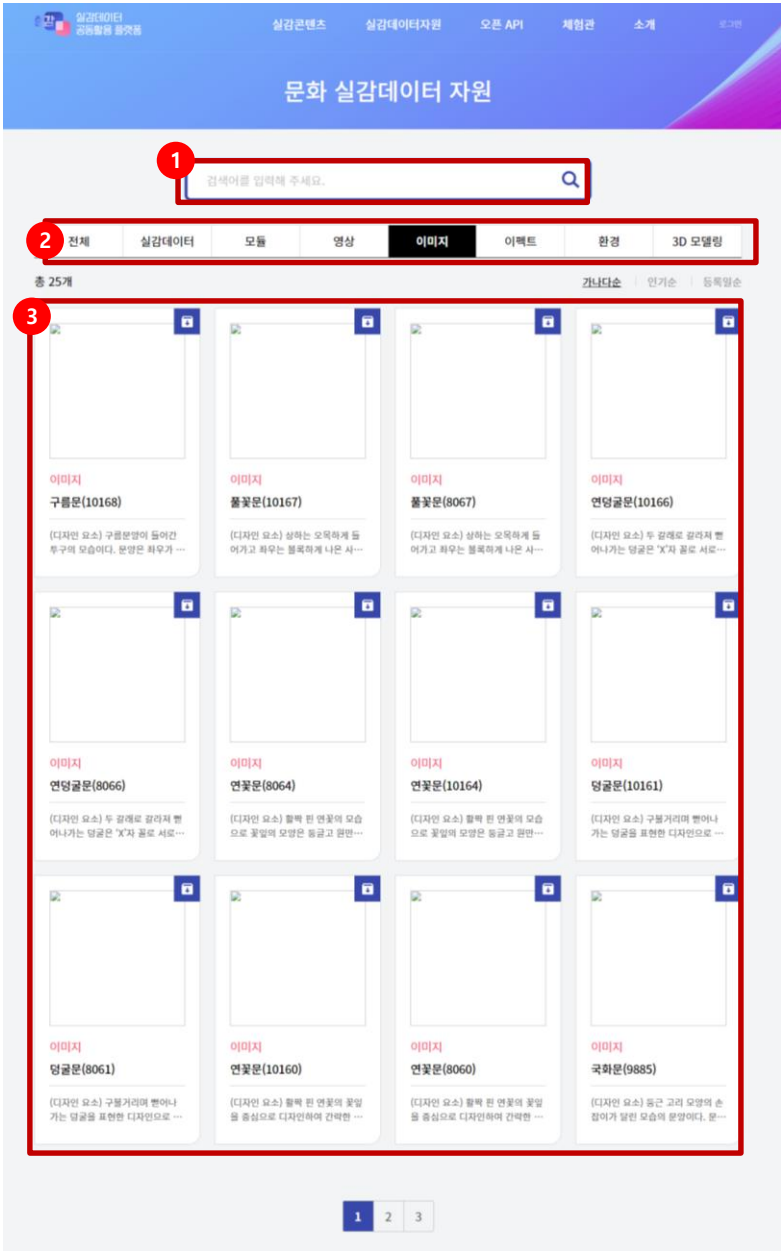 실감데이터
공동활용 플랫폼
실감콘텐츠 실감데이터자원 오픈 API 체험관 소개 로그인
문화 실감데이터 자원
1
검색어를 입력해 주세요.
2
전체 실감데이터 모듈 영상 이미지 이펙트 환경 3D 모델링
총 25개
가나다순 인기순 등록일순
3
이미지
구름문(10168)
(디자인 요소) 구름문양이 들어간
투구의 모습이다. 문양은 좌우가 ···
이미지
풀꽃문(10167)
(디자인 요소) 상하는 오목하게 들
어가고 좌우는 볼록하게 나온 사···
이미지
풀꽃문(8067)
(디자인 요소) 상하는 오목하게 들
어가고 좌우는 볼록하게 나온 사···
이미지
연덩굴문(10166)
(디자인 요소) 두 갈래로 갈라져 뻗
어나가는 덩굴은 'X'자 꼴로 서로···
이미지
연덩굴문(8066)
(디자인 요소) 두 갈래로 갈라져 뻗
어나가는 덩굴은 'X'자 꼴로 서로···
이미지
연꽃문(8064)
(디자인 요소) 활짝 핀 연꽃의 모습
으로 꽃잎의 모양은 둥글고 원만···
이미지
연꽃문(10164)
(디자인 요소) 활짝 핀 연꽃의 모습
으로 꽃잎의 모양은 둥글고 원만···
이미지
덩굴문(10161)
(디자인 요소) 구불거리며 뻗어나
가는 덩굴을 표현한 디자인으로 ···
이미지
덩굴문(8061)
(디자인 요소) 구불거리며 뻗어나
가는 덩굴을 표현한 디자인으로 ···
이미지
연꽃문(10160)
(디자인 요소) 활짝 핀 연꽃의 꽃잎
을 중심으로 디자인하여 간략한 ···
이미지
연꽃문(8060)
(디자인 요소) 활짝 핀 연꽃의 꽃잎
을 중심으로 디자인하여 간략한 ···
이미지
국화문(9885)
(디자인 요소) 둥근 고리 모양의 손
잡이가 달린 모습의 문양이다. 문···
1 2 3